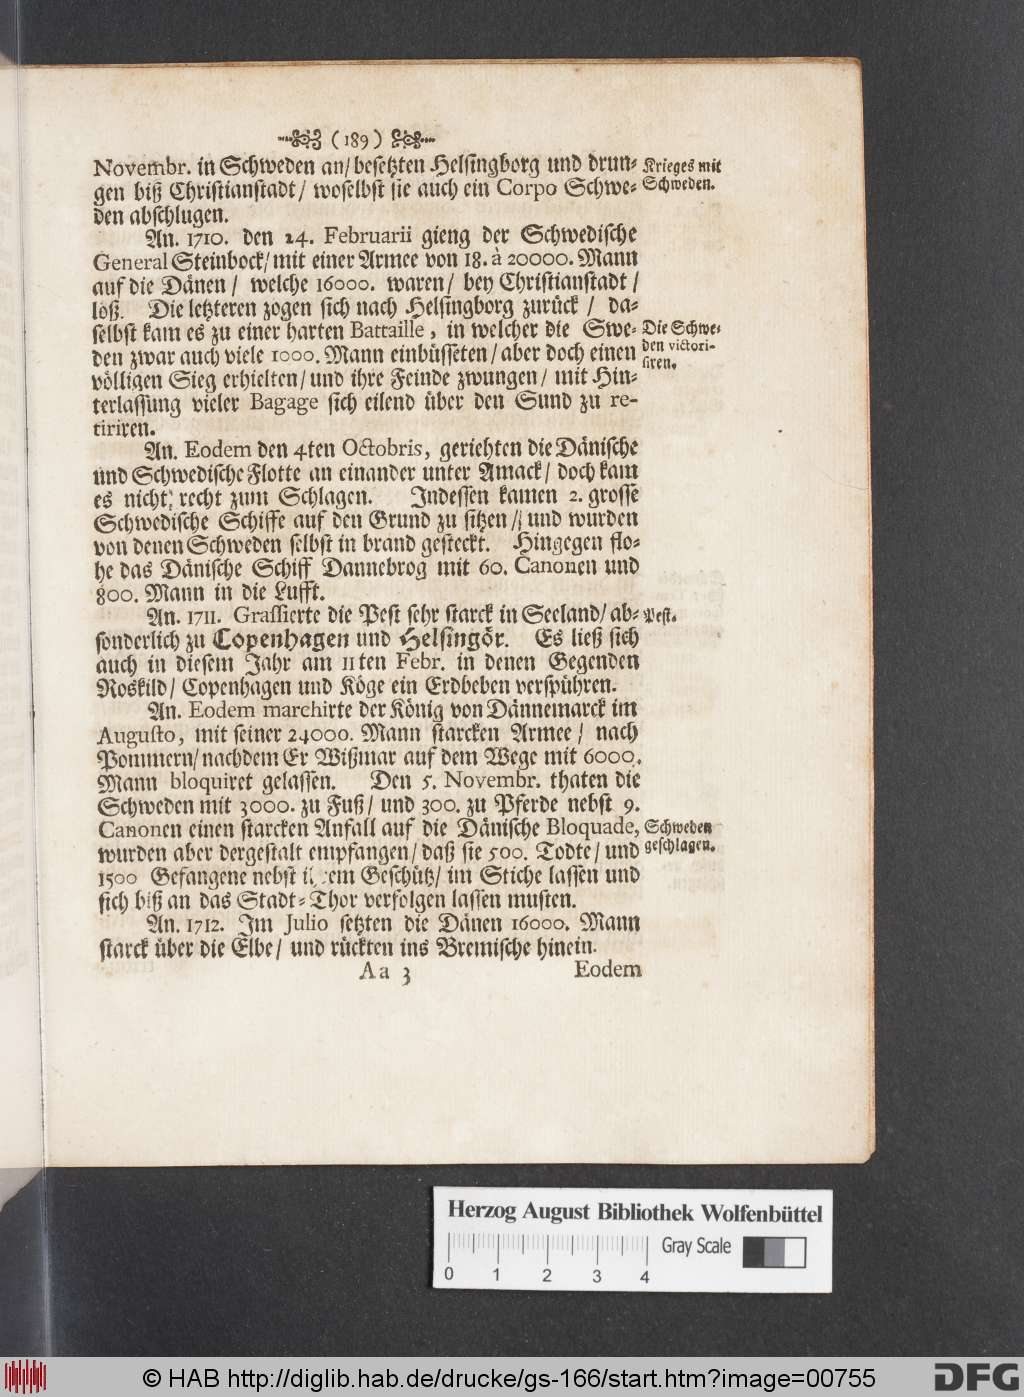 (189)
Novembr. in Schweden an/ besetzten Helsingborg und drun-
gen biß Christianstadt/ woselbst sie auch ein Corpo Schwe-
den abschlugen.
Krieges mit
Schweden.
An. 1710. den 24. Februarii gieng der Schwedische
General Steinbock/ mit einer Armee von 18. à 20000. Mann
auf die Dänen/ welche 16000. waren/ bey Christianstadt/
löß. Die letzteren zogen sich nach Helsingborg zurück/ da-
selbst kam es zu einer harten Battaille, in welcher die Swe-
den zwar auch viele 1000. Mann einbüsseten/ aber doch einen
völligen Sieg erhielten/ und ihre Feinde zwungen/ mit Hin-
terlassung vieler Bagage sich eilend über den Sund zu re-
tiriren.
Die Schwe-
den victori-
siren.
An. Eodem den 4ten Octobris, geriehten die Dänische
und Schwedische Flotte an einander unter Amack/ doch kam
es nicht recht zum Schlagen. Indessen kamen 2. grosse
Schwedische Schiffe auf den Grund zu sitzen/ und wurden
von denen Schweden selbst in brand gesteckt. Hingegen flo-
he das Dänische Schiff Dannebrog mit 60. Canonen und
800. Mann in die Lufft.
An. 1711. Grassierte die Pest sehr starck in Seeland/ ab-
sonderlich zu Copenhagen und Helsingör. Es ließ sich
auch in diesem Jahr am 11ten Febr. in denen Gegenden
Roskild/ Copenhagen und Köge ein Erdbeben verspühren.
Pest.
An. Eodem marchirte der König von Dännemarck im
Augusto, mit seiner 24000. Mann starcken Armee/ nach
Pommern/ nachdem Er Wißmar auf dem Wege mit 6000.
Mann bloquiret gelassen. Den 5. Novembr. thaten die
Schweden mit 3000. zu Fuß/ und 300. zu Pferde nebst 9.
Canonen einen starcken Anfall auf die Dänische Bloquade,
wurden aber dergestalt empfangen/ daß sie 500. Todte/ und
1500 Gefangene nebst ihrem Geschütz/ im Stiche lassen und
sich biß an das Stadt-Thor verfolgen lassen musten.
Schweden
geschlagen.
An. 1712. Im Julio setzten die Dänen 16000. Mann
starck über die Elbe/ und rückten ins Bremische hinein.
Aa 3 Eodem
Herzog August Bibliothek Wolfenbüttel
Gray Scale
0 1 2 3 4
© HAB http://diglib.hab.de/drucke/gs-166/start.htm?image=00755
DFG